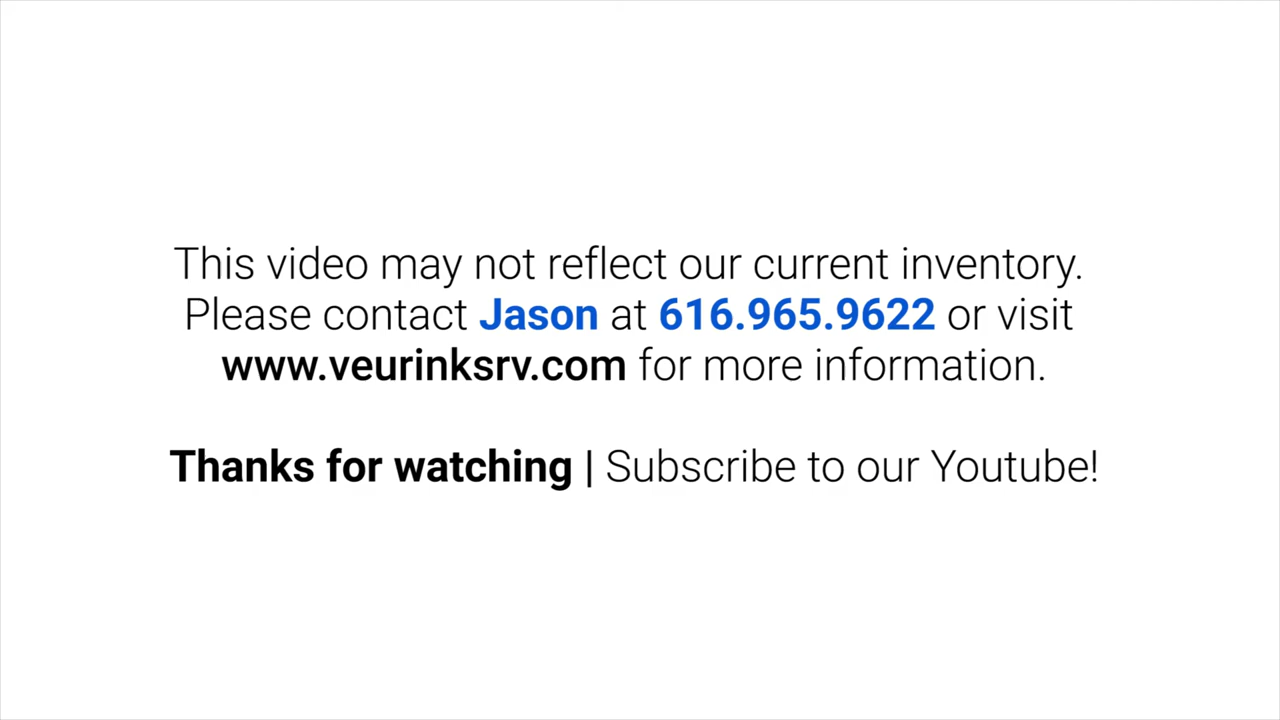 This video may not reflect our current inventory.
Please contact Jason at 616.965.9622 or visit
www.veurinksrv.com for more information.
Thanks for watching | Subscribe to our Youtube!